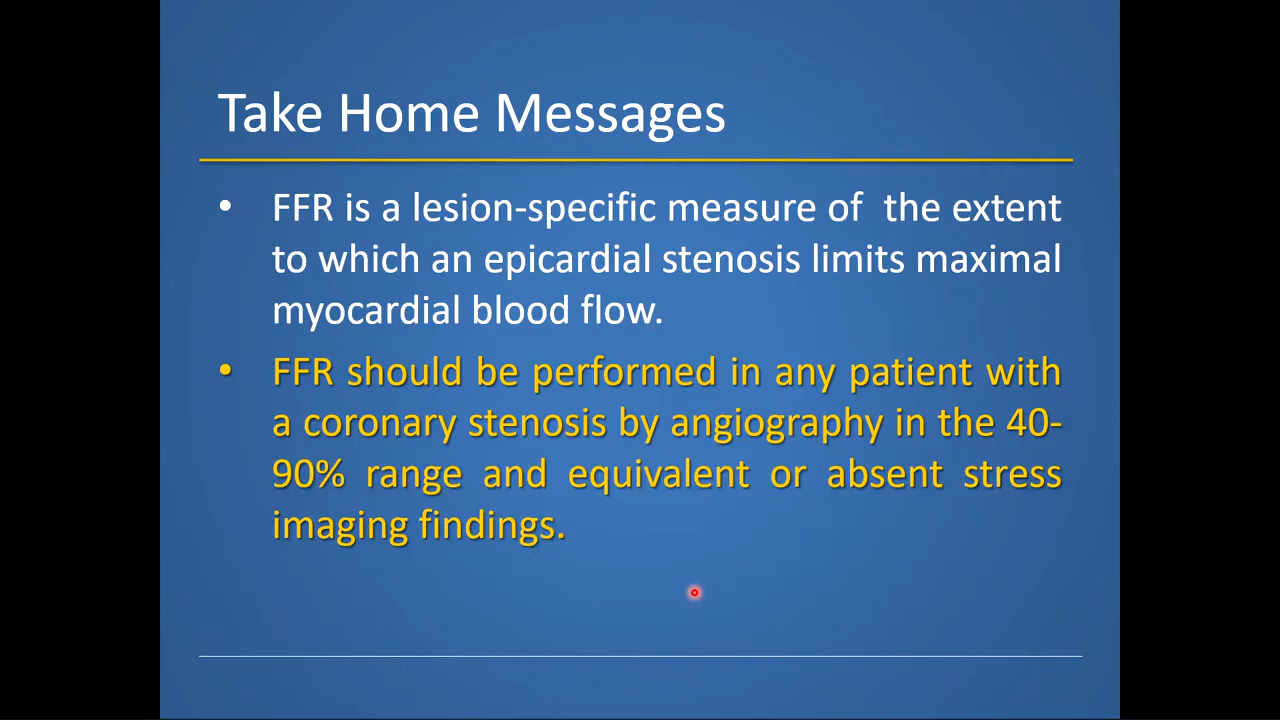 Take Home Messages
• FFR is a lesion-specific measure of the extent
to which an epicardial stenosis limits maximal
myocardial blood flow.
• FFR should be performed in any patient with
a coronary stenosis by angiography in the 40-
90% range and equivalent or absent stress
imaging findings.